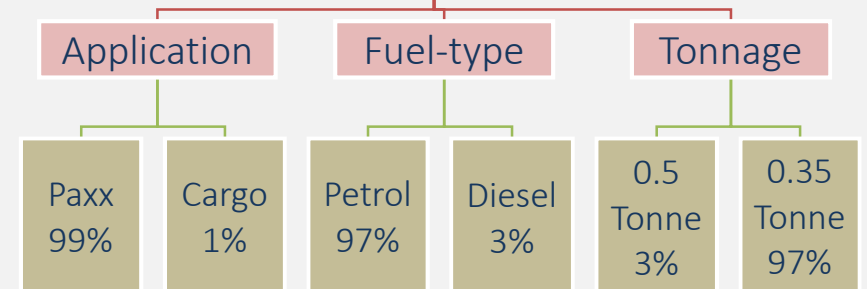 Application
Fuel-type
Tonnage
Paxx
99%
Cargo
1%
Petrol
97%
Diesel
3%
0.5
Tonne
3%
0.35
Tonne
97%